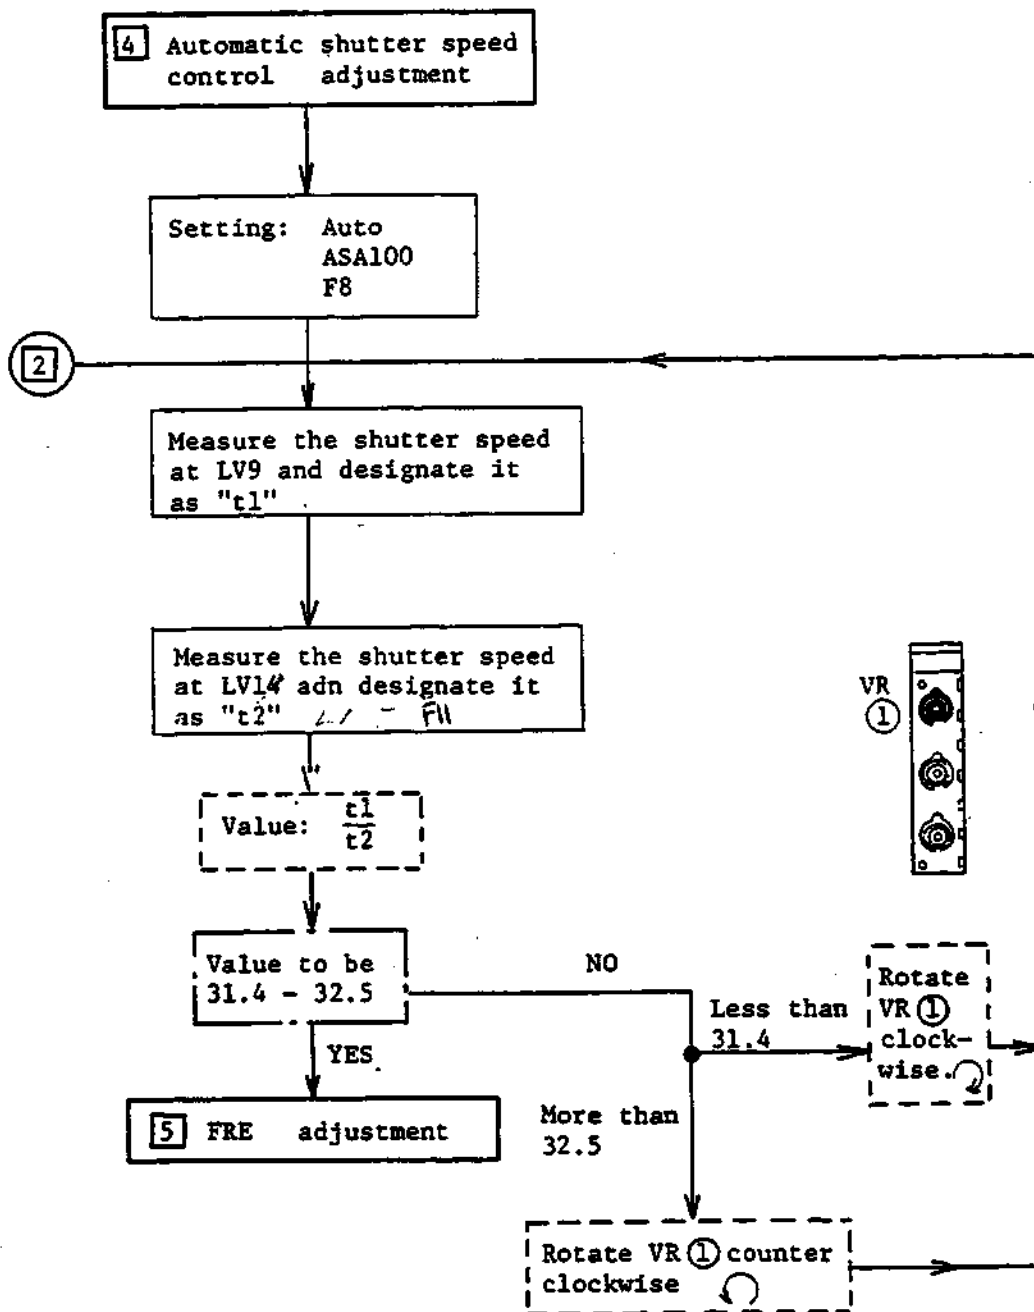 4 Automatic shutter speed
control adjustment
Setting: Auto
ASA100
F8
2
Measure the shutter speed
at LV9 and designate it
as "t1"
Measure the shutter speed
at LV14 adn designate it
as "t2" F11
VR
1
Value: t1
t2
Value to be
31.4 - 32.5
NO
YES
Less than
31.4
Rotate
VR 1
clock-
wise.
More than
32.5
5 FRE adjustment
Rotate VR 1 counter
clockwise